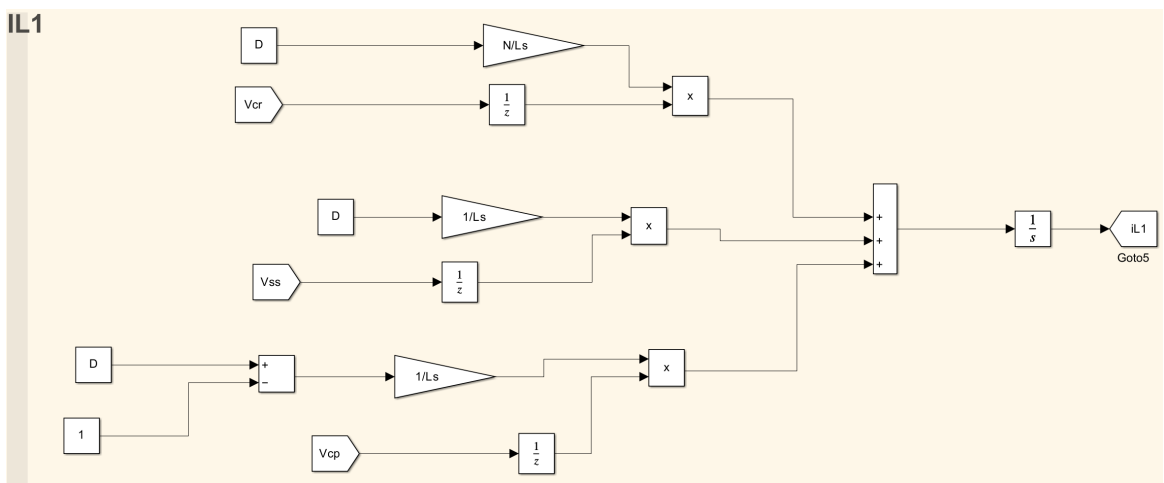 IL1
D
N/Ls
Vcr
1
z
x
D
1/Ls
x
Vss
1
z
+
+
+
1
s
iL1
Goto5
D
+
−
1/Ls
x
1
Vcp
1
z